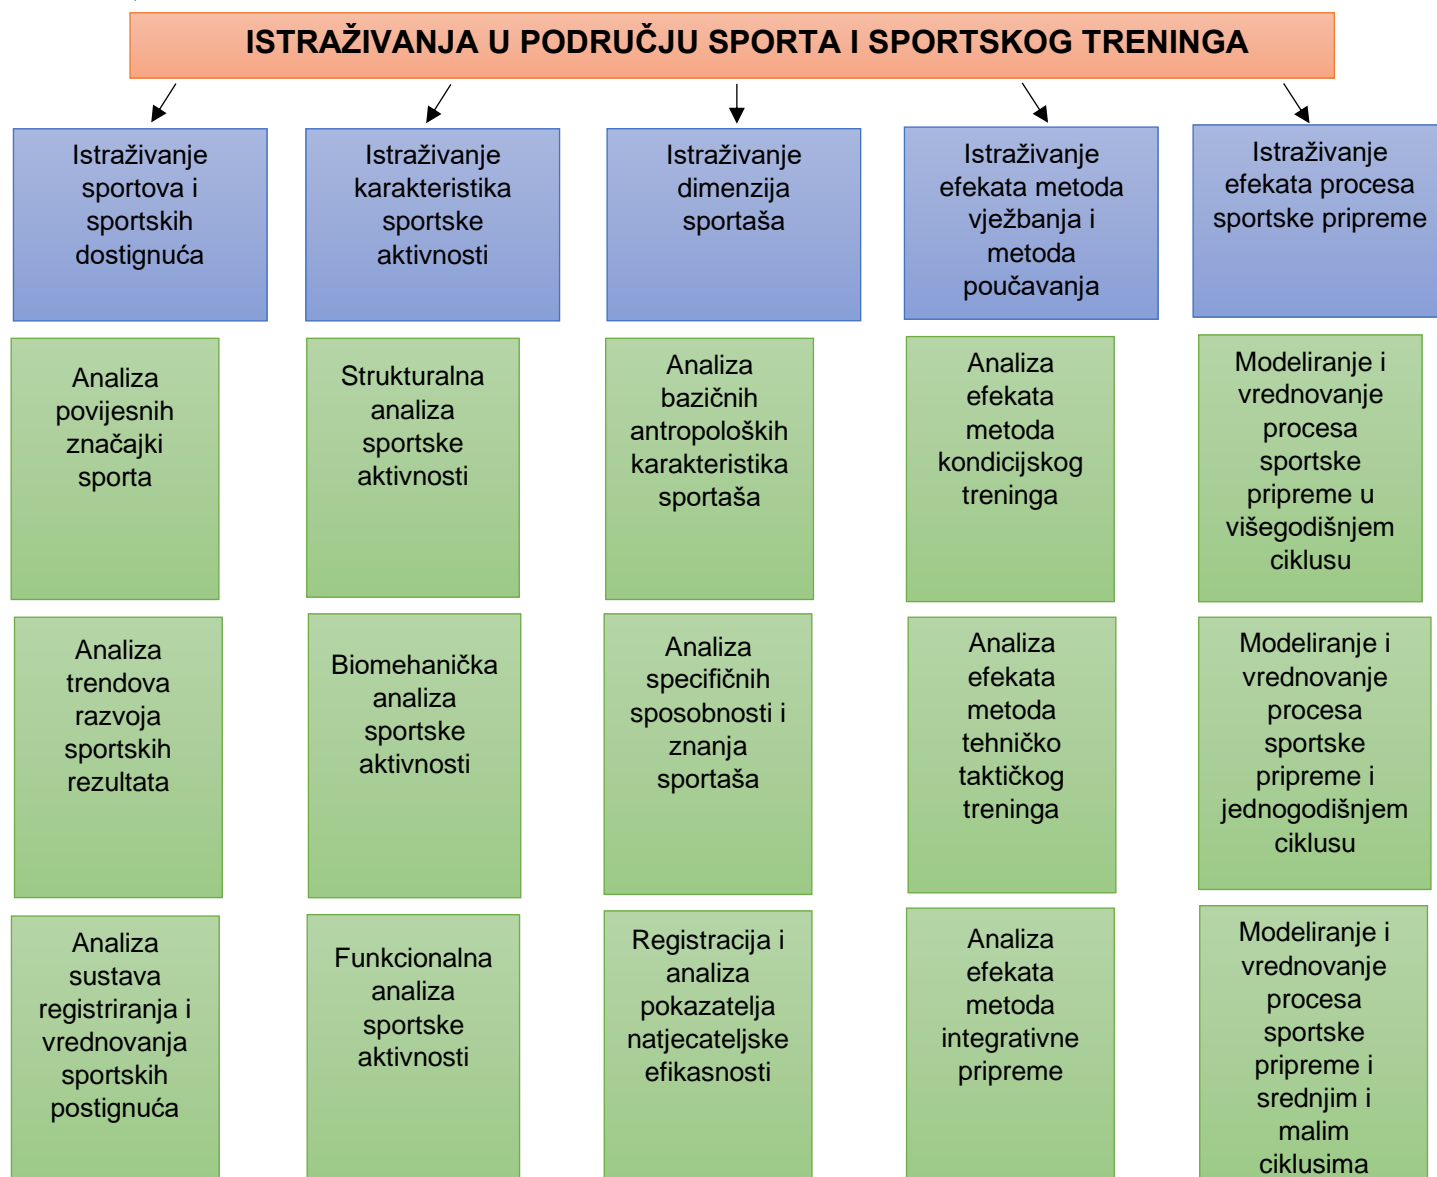 ISTRAŽIVANJA U PODRUČJU SPORTA I SPORTSKOG TRENINGA
Istraživanje
sportova i
sportskih
dostignuća
Istraživanje
karakteristika
sportske
aktivnosti
Istraživanje
dimenzija
sportaša
Istraživanje
efekata metoda
vježbanja i
metoda
poučavanja
Istraživanje
efekata procesa
sportske pripreme
Analiza
povijesnih
značajki
sporta
Strukturalna
analiza
sportske
aktivnosti
Analiza
bazičnih
antropoloških
karakteristika
sportaša
Analiza
efekata
metoda
kondicijskog
treninga
Modeliranje i
vrednovanje
procesa
sportske
pripreme u
višegodišnjem
ciklusu
Analiza
trendova
razvoja
sportskih
rezultata
Biomehanička
analiza
sportske
aktivnosti
Analiza
specifičnih
sposobnosti i
znanja
sportaša
Analiza
efekata
metoda
tehničko
taktičkog
treninga
Modeliranje i
vrednovanje
procesa
sportske
pripreme i
jednogodišnjem
ciklusu
Analiza
sustava
registriranja i
vrednovanja
sportskih
postignuća
Funkcionalna
analiza
sportske
aktivnosti
Registracija i
analiza
pokazatelja
natjecateljske
efikasnosti
Analiza
efekata
metoda
integrativne
pripreme
Modeliranje i
vrednovanje
procesa
sportske
pripreme i
srednjim i
malim
ciklusima